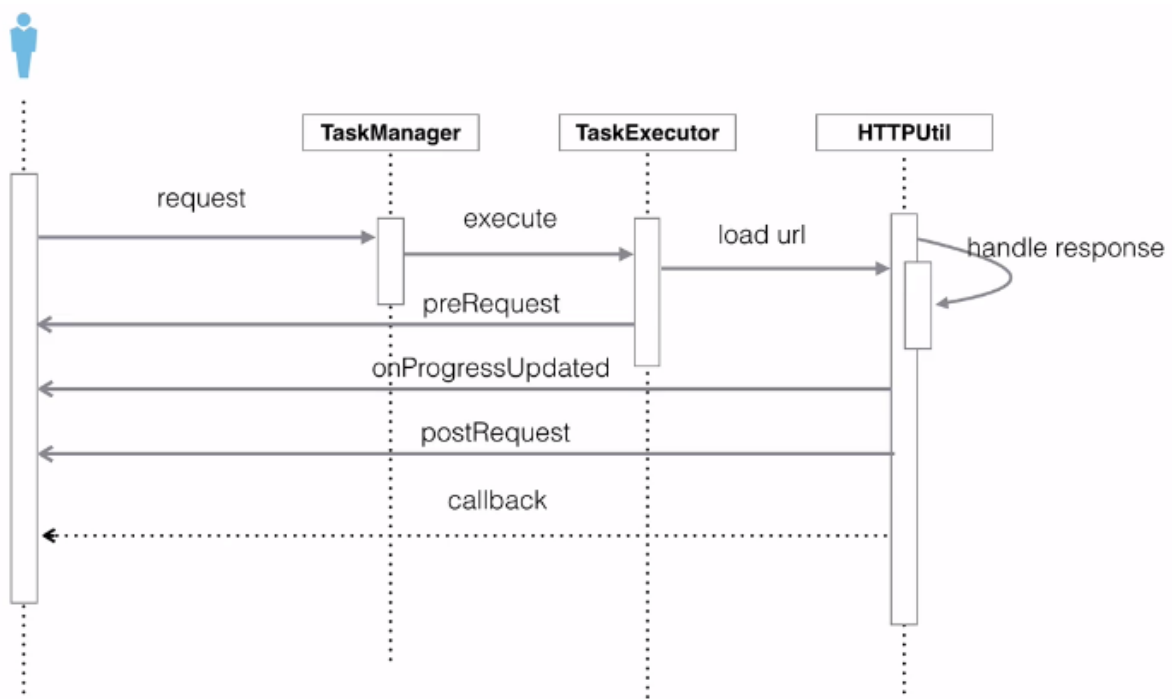 TaskManager
TaskExecutor
HTTPUtil
request
execute
load url
handle response
preRequest
onProgressUpdated
postRequest
callback